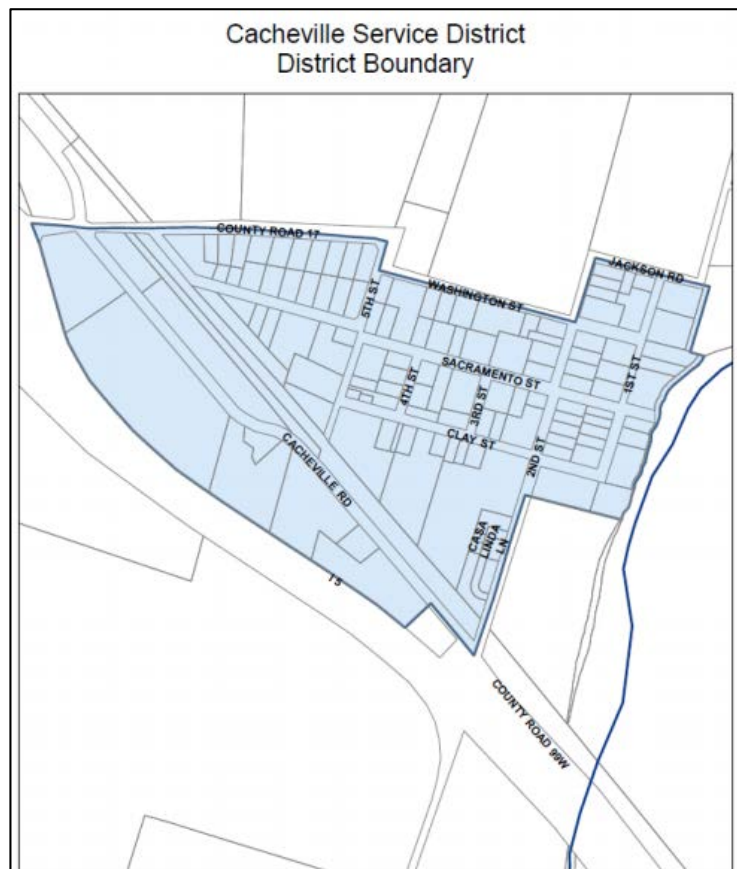 Cacheville Service District
District Boundary
COUNTY ROAD 17
JACKSON RD
WASHINGTON ST
5TH ST
SACRAMENTO ST
1ST ST
4TH ST
3RD ST
CLAY ST
2ND ST
CACHEVILLE RD
CASA
LINDA
LN
I 5
COUNTY ROAD 99W